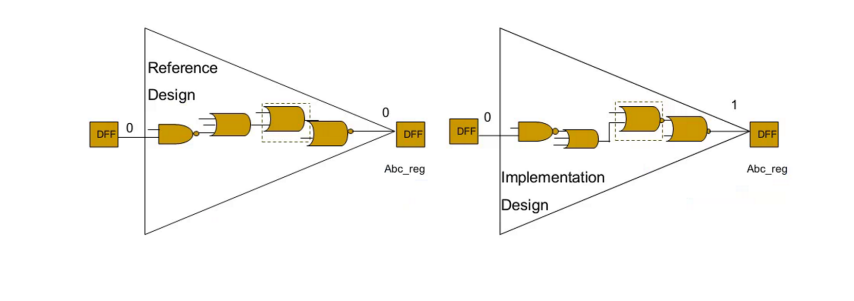 Reference
Design
DFF
0
0
DFF
Abc_reg
DFF
0
1
DFF
Abc_reg
Implementation
Design